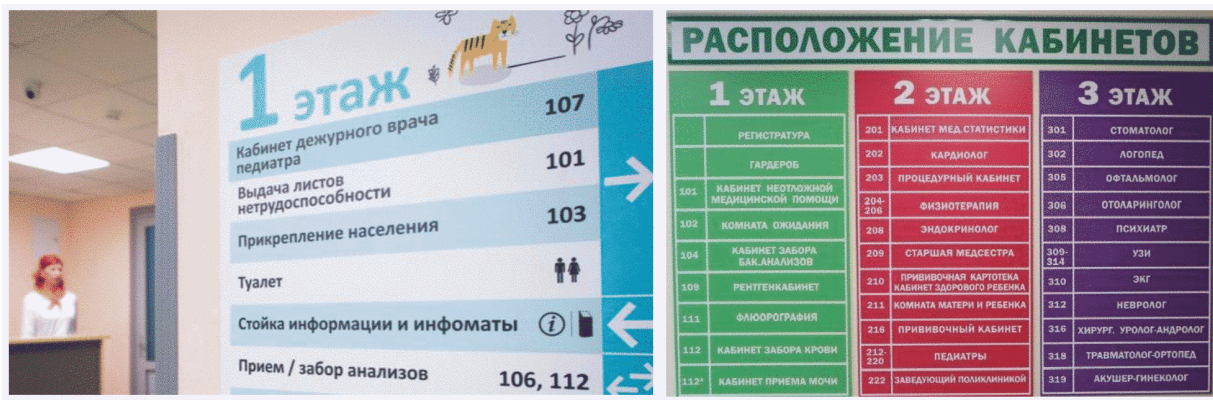 1 этаж
Кабинет дежурного врача
педиатра
107
Выдача листов
нетрудоспособности
101
Прикрепление населения
103
Туалет
Стойка информации и инфоматы
i
Прием / забор анализов
106, 112
РАСПОЛОЖЕНИЕ КАБИНЕТОВ
1 ЭТАЖ
РЕГИСТРАТУРА
ГАРДЕРОБ
101 КАБИНЕТ НЕОТЛОЖНОЙ
МЕДИЦИНСКОЙ ПОМОЩИ
102 КОМНАТА ОЖИДАНИЯ
104 КАБИНЕТ ЗАБОРА
БАК.АНАЛИЗОВ
109 РЕНТГЕНКАБИНЕТ
111 ФЛЮОРОГРАФИЯ
112 КАБИНЕТ ЗАБОРА КРОВИ
112ᴬ КАБИНЕТ ПРИЕМА МОЧИ
2 ЭТАЖ
201 КАБИНЕТ МЕД.СТАТИСТИКИ
202 КАРДИОЛОГ
203 ПРОЦЕДУРНЫЙ КАБИНЕТ
204-
206 ФИЗИОТЕРАПИЯ
208 ЭНДОКРИНОЛОГ
209 СТАРШАЯ МЕДСЕСТРА
210 ПРИВИВОЧНАЯ КАРТОТЕКА
КАБИНЕТ ЗДОРОВОГО РЕБЕНКА
211 КОМНАТА МАТЕРИ И РЕБЕНКА
216 ПРИВИВОЧНЫЙ КАБИНЕТ
212-
220 ПЕДИАТРЫ
222 ЗАВЕДУЮЩИЙ ПОЛИКЛИНИКОЙ
3 ЭТАЖ
301 СТОМАТОЛОГ
302 ЛОГОПЕД
305 ОФТАЛЬМОЛОГ
306 ОТОЛАРИНГОЛОГ
308 ПСИХИАТР
309-
314 УЗИ
310 ЭКГ
312 НЕВРОЛОГ
316 ХИРУРГ. УРОЛОГ-АНДРОЛОГ
318 ТРАВМАТОЛОГ-ОРТОПЕД
319 АКУШЕР-ГИНЕКОЛОГ